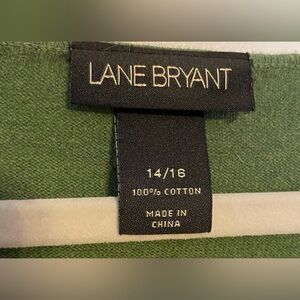 LANE BRYANT
14/16
100% COTTON
MADE IN
CHINA